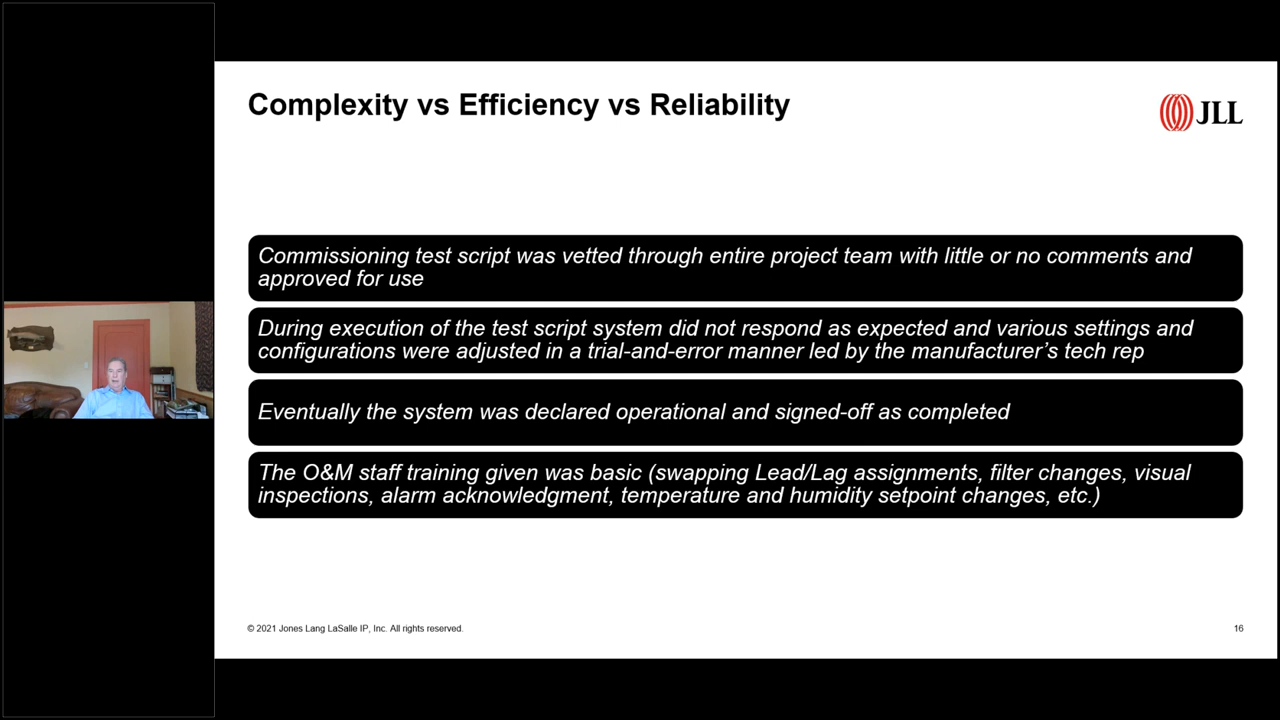 Complexity vs Efficiency vs Reliability
JLL
Commissioning test script was vetted through entire project team with little or no comments and
approved for use
During execution of the test script system did not respond as expected and various settings and
configurations were adjusted in a trial-and-error manner led by the manufacturer’s tech rep
Eventually the system was declared operational and signed-off as completed
The O&M staff training given was basic (swapping Lead/Lag assignments, filter changes, visual
inspections, alarm acknowledgment, temperature and humidity setpoint changes, etc.)
© 2021 Jones Lang LaSalle IP, Inc. All rights reserved.
16